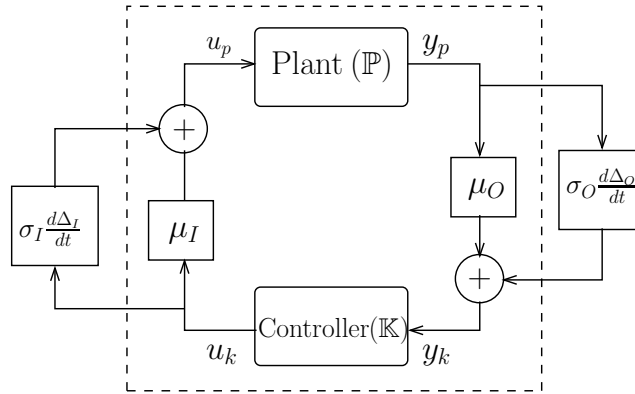 u_p
Plant (ℙ)
y_p
+
σ_I dΔ_I/dt
μ_I
μ_O
σ_O dΔ_O/dt
+
u_k
Controller(𝕂)
y_k